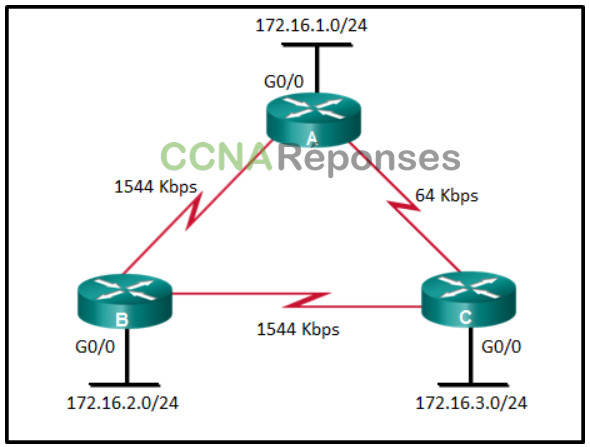 172.16.1.0/24
G0/0
A
CCNARéponses
1544 Kbps
64 Kbps
B
C
1544 Kbps
G0/0
G0/0
172.16.2.0/24
172.16.3.0/24